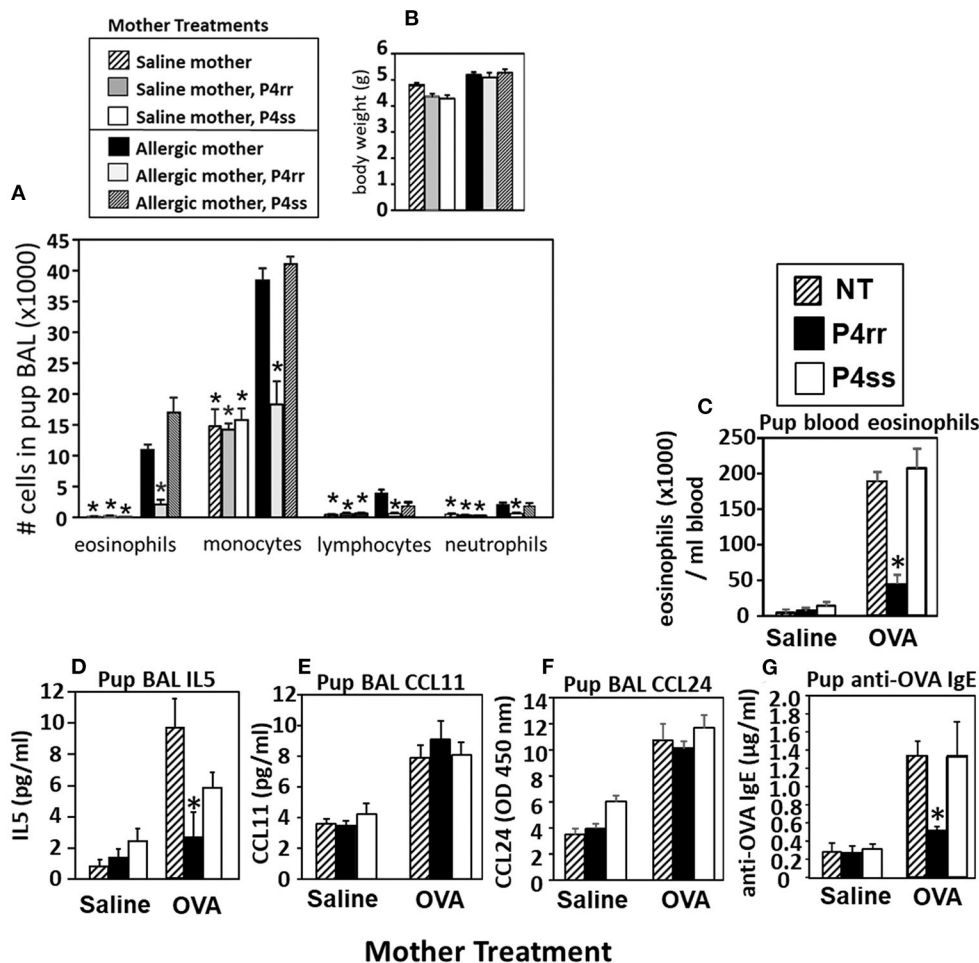 Mother Treatments
Saline mother
Saline mother, P4rr
Saline mother, P4ss
Allergic mother
Allergic mother, P4rr
Allergic mother, P4ss
B
body weight (g)
6
5
4
3
2
1
0
A
# cells in pup BAL (x1000)
45
40
35
30
25
20
15
10
5
0
* * *
*
* * *
*
* * *
*
* * *
*
eosinophils monocytes lymphocytes neutrophils
NT
P4rr
P4ss
C
Pup blood eosinophils
eosinophils (x1000)
/ ml blood
250
200
150
100
50
0
*
Saline OVA
D
Pup BAL IL5
IL5 (pg/ml)
12
10
8
6
4
2
0
*
Saline OVA
E
Pup BAL CCL11
CCL11 (pg/ml)
12
10
8
6
4
2
0
Saline OVA
F
Pup BAL CCL24
CCL24 (OD 450 nm)
14
12
10
8
6
4
2
0
Saline OVA
G
Pup anti-OVA IgE
anti-OVA IgE (µg/ml)
2.0
1.8
1.6
1.4
1.2
1.0
0.8
0.6
0.4
0.2
0
*
Saline OVA
Mother Treatment